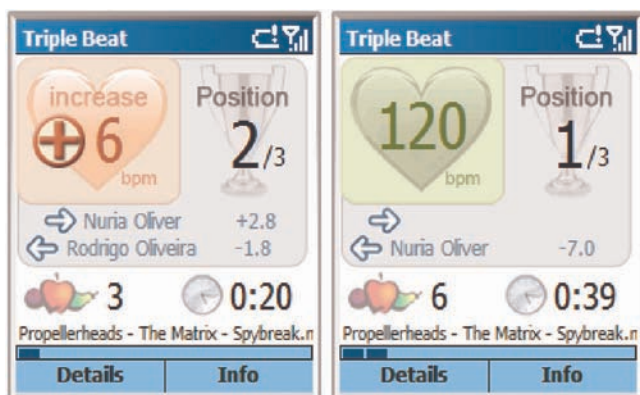 Triple Beat
increase
6
bpm
Position
2/3
Nuria Oliver +2.8
Rodrigo Oliveira -1.8
3 0:20
Propellerheads - The Matrix - Spybreak.m
Details Info
Triple Beat
120
bpm
Position
1/3
Nuria Oliver -7.0
6 0:39
Propellerheads - The Matrix - Spybreak.m
Details Info